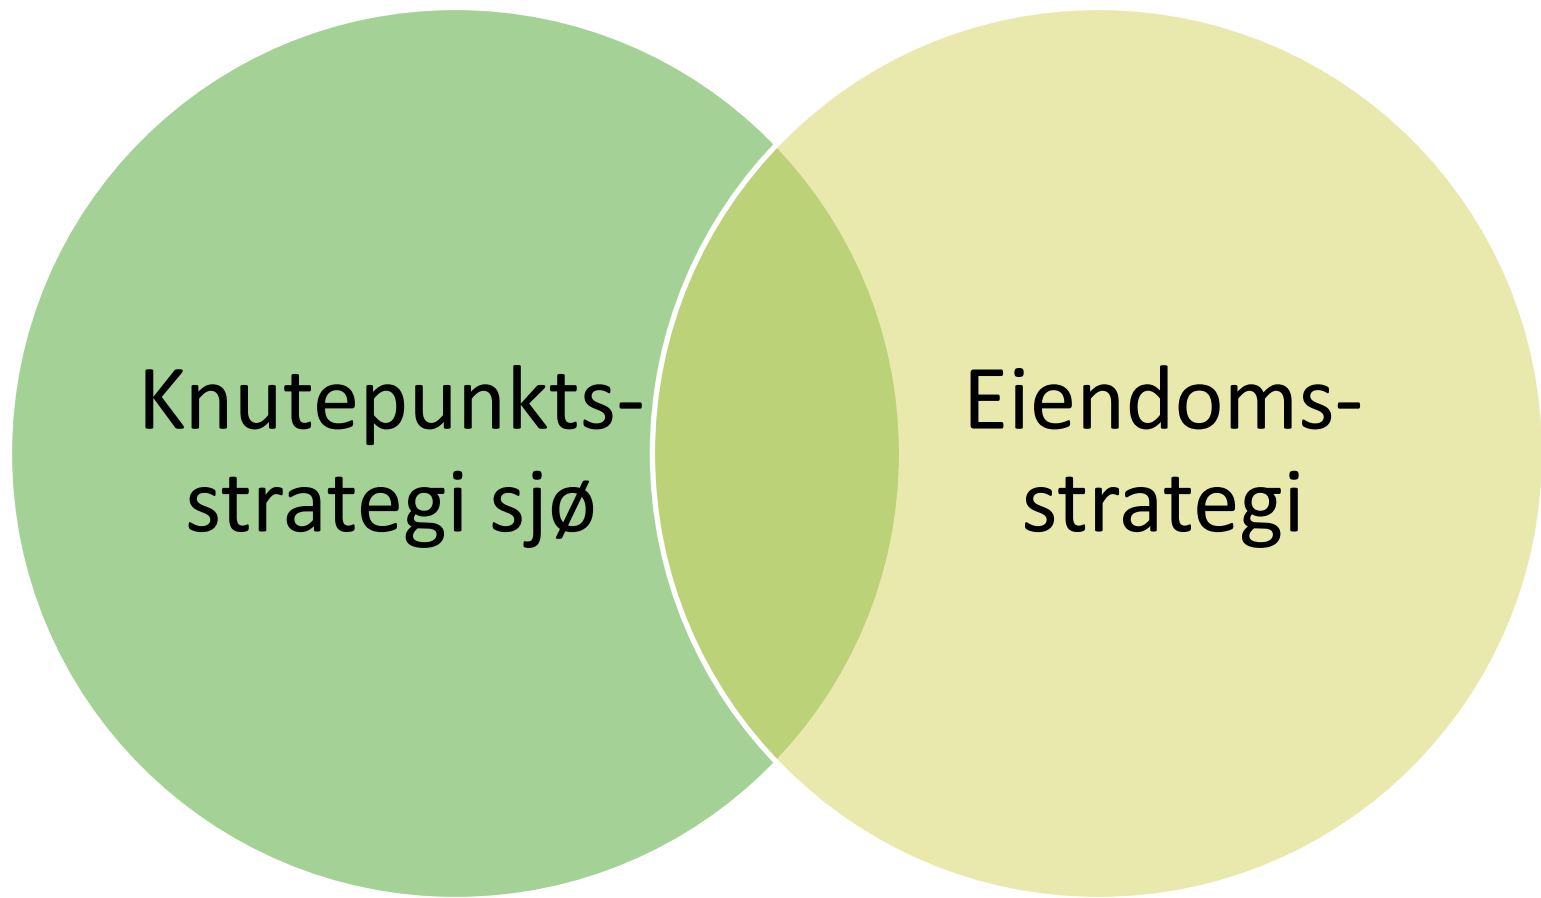 Knutepunkts-
strategi sjø
Eiendoms-
strategi